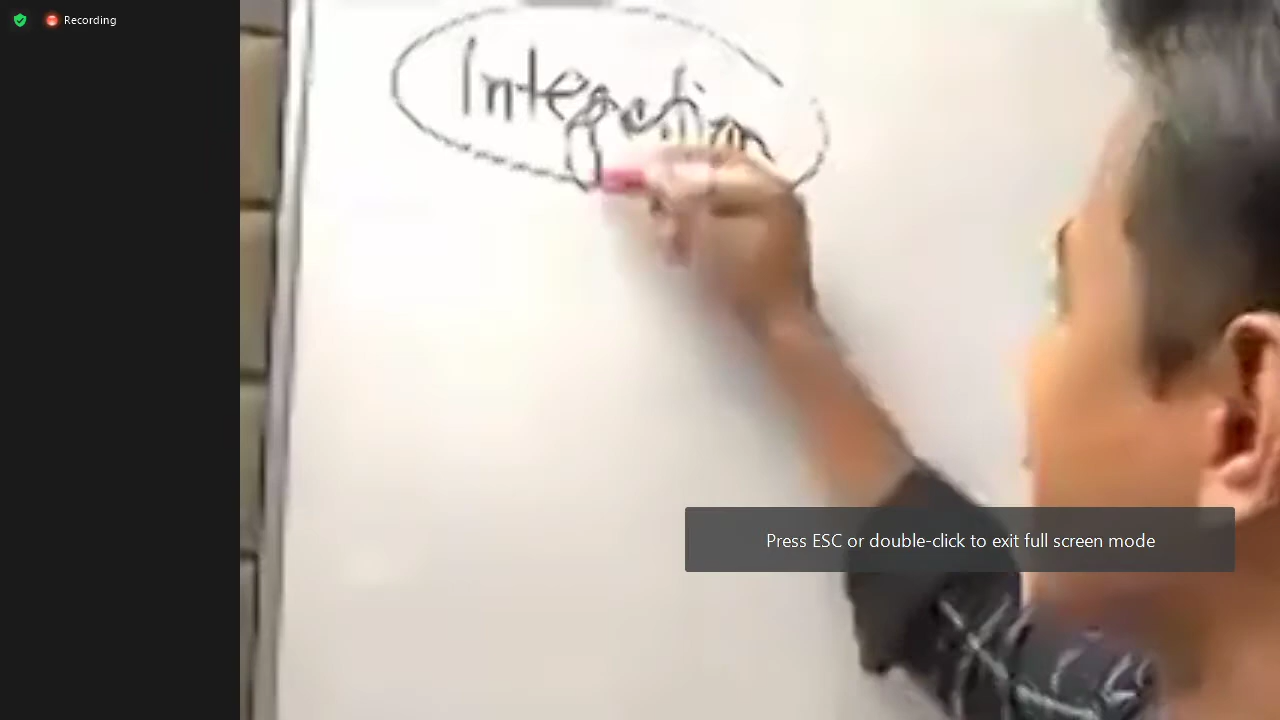 Recording
Integration
Press ESC or double-click to exit full screen mode